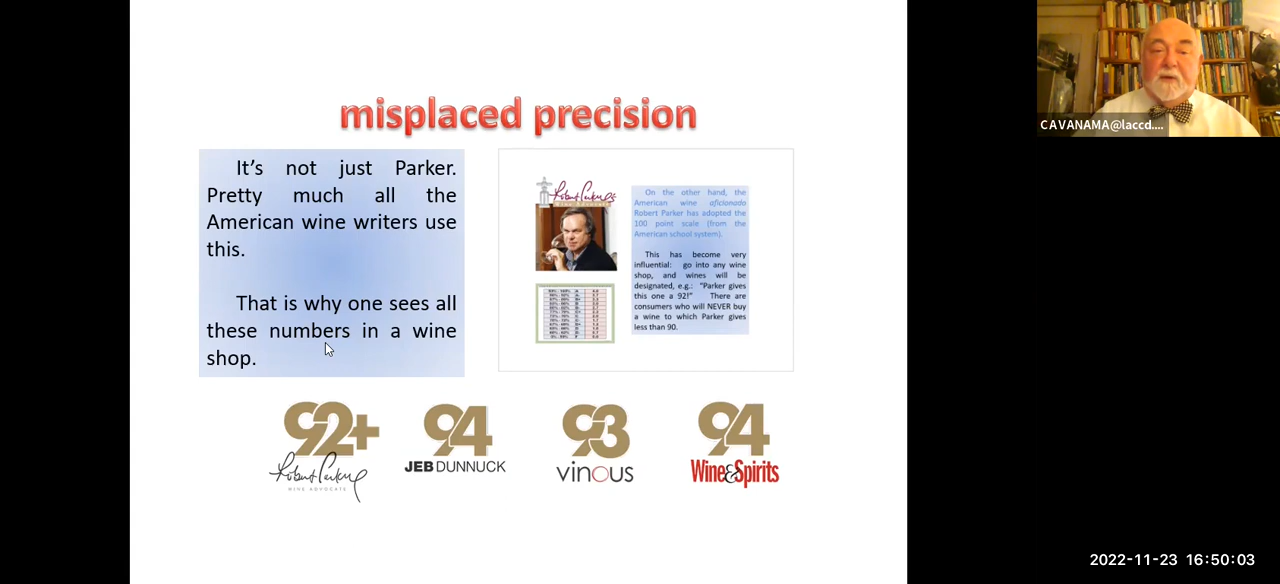 misplaced precision
It's not just Parker.
Pretty much all the
American wine writers use
this.
That is why one sees all
these numbers in a wine
shop.
On the other hand, the
American wine aficionado
Robert Parker has adopted the
100 point scale (from the
American school system).
This has become very
influential: go into any wine
shop, and wines will be
designated, e.g.: "Parker gives
this one a 92!" There are
consumers who will NEVER buy
a wine to which Parker gives
less than 90.
92+
Robert Parker
WINE ADVOCATE
94
JEB DUNNUCK
93
vinous
94
Wine&Spirits
CAVANAMA@laccd....
2022-11-23 16:50:03